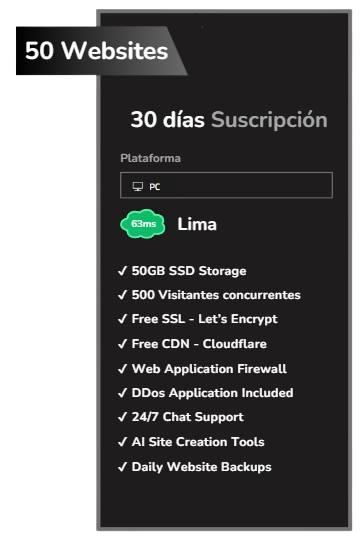 50 Websites
30 días Suscripción
Plataforma
PC
63ms Lima
✓ 50GB SSD Storage
✓ 500 Visitantes concurrentes
✓ Free SSL - Let's Encrypt
✓ Free CDN - Cloudflare
✓ Web Application Firewall
✓ DDos Application Included
✓ 24/7 Chat Support
✓ AI Site Creation Tools
✓ Daily Website Backups